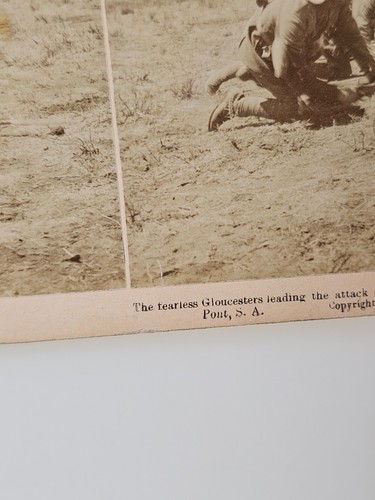 The fearless Gloucesters leading the attack
Pont, S. A.
Copyright